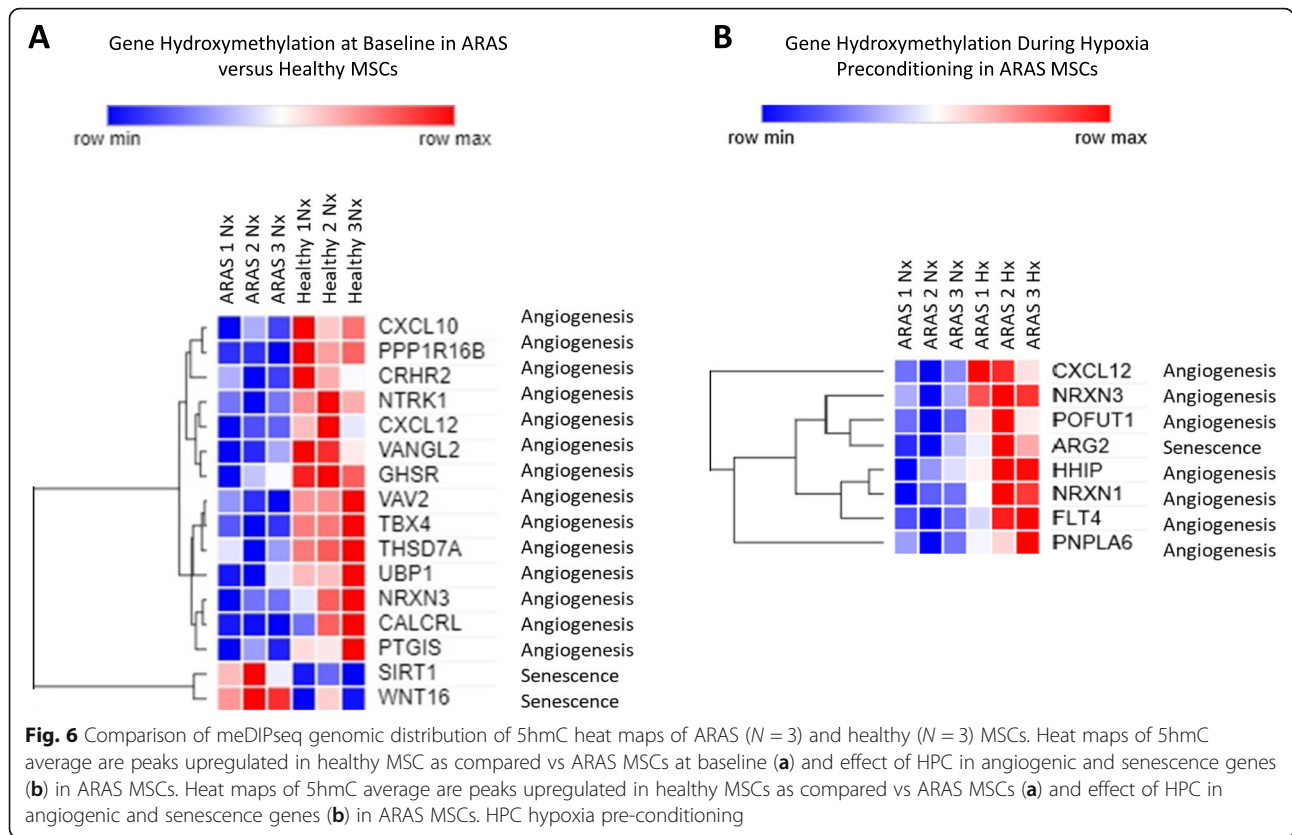 A
Gene Hydroxymethylation at Baseline in ARAS
versus Healthy MSCs
row min
row max
ARAS 1 Nx
ARAS 2 Nx
ARAS 3 Nx
Healthy 1Nx
Healthy 2 Nx
Healthy 3Nx
CXCL10 Angiogenesis
PPP1R16B Angiogenesis
CRHR2 Angiogenesis
NTRK1 Angiogenesis
CXCL12 Angiogenesis
VANGL2 Angiogenesis
GHSR Angiogenesis
VAV2 Angiogenesis
TBX4 Angiogenesis
THSD7A Angiogenesis
UBP1 Angiogenesis
NRXN3 Angiogenesis
CALCRL Angiogenesis
PTGIS Angiogenesis
SIRT1 Senescence
WNT16 Senescence
B
Gene Hydroxymethylation During Hypoxia
Preconditioning in ARAS MSCs
row min
row max
ARAS 1 Nx
ARAS 2 Nx
ARAS 3 Nx
ARAS 1 Hx
ARAS 2 Hx
ARAS 3 Hx
CXCL12 Angiogenesis
NRXN3 Angiogenesis
POFUT1 Angiogenesis
ARG2 Senescence
HHIP Angiogenesis
NRXN1 Angiogenesis
FLT4 Angiogenesis
PNPLA6 Angiogenesis
Fig. 6 Comparison of meDIPseq genomic distribution of 5hmC heat maps of ARAS (N = 3) and healthy (N = 3) MSCs. Heat maps of 5hmC
average are peaks upregulated in healthy MSC as compared vs ARAS MSCs at baseline (a) and effect of HPC in angiogenic and senescence genes
(b) in ARAS MSCs. Heat maps of 5hmC average are peaks upregulated in healthy MSCs as compared vs ARAS MSCs (a) and effect of HPC in
angiogenic and senescence genes (b) in ARAS MSCs. HPC hypoxia pre-conditioning